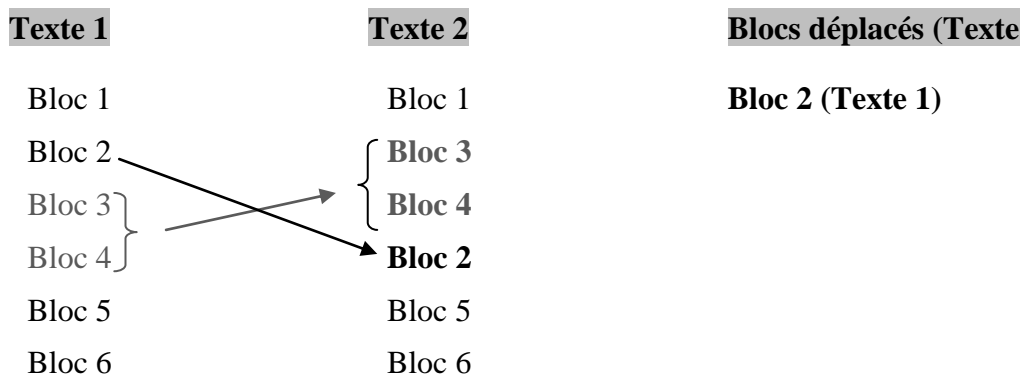 Texte 1 Texte 2 Blocs déplacés (Texte
Bloc 1 Bloc 1 Bloc 2 (Texte 1)
Bloc 2 Bloc 3
Bloc 3 Bloc 4
Bloc 4 Bloc 2
Bloc 5 Bloc 5
Bloc 6 Bloc 6